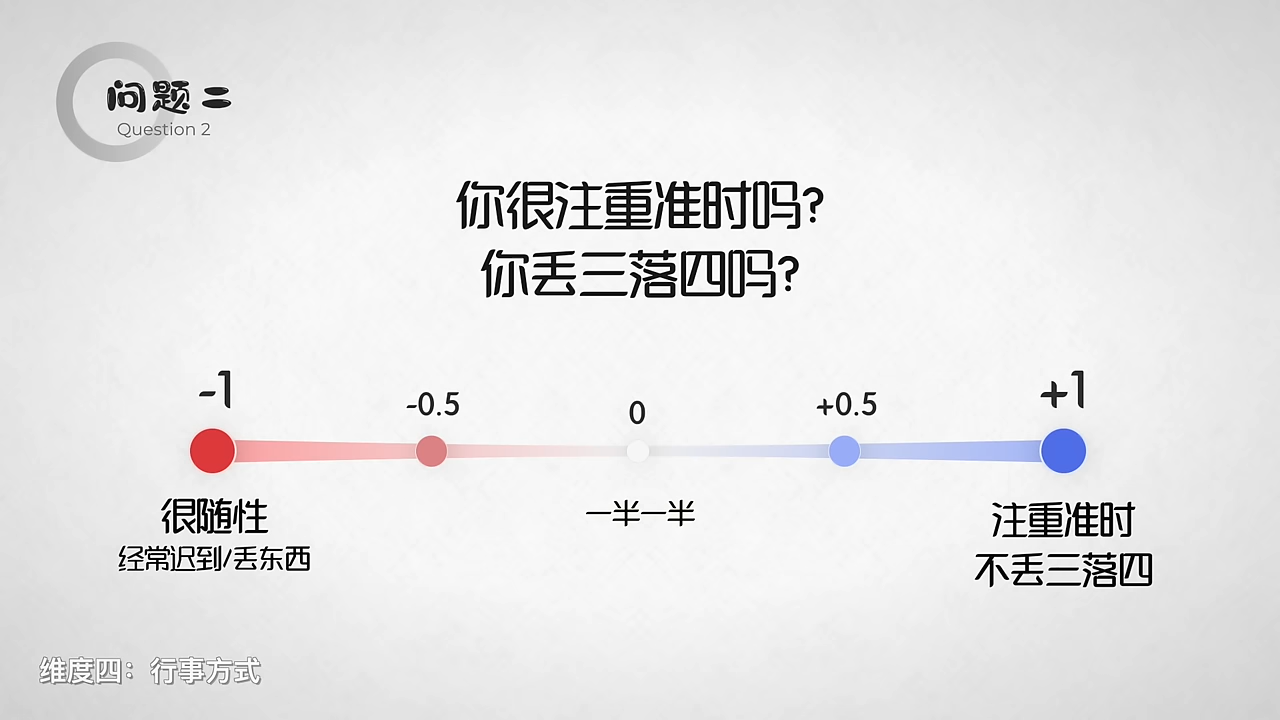 问题二
Question 2
你很注重准时吗?
你丢三落四吗?
-1
-0.5
0
+0.5
+1
很随性
经常迟到/丢东西
一半一半
注重准时
不丢三落四
维度四：行事方式